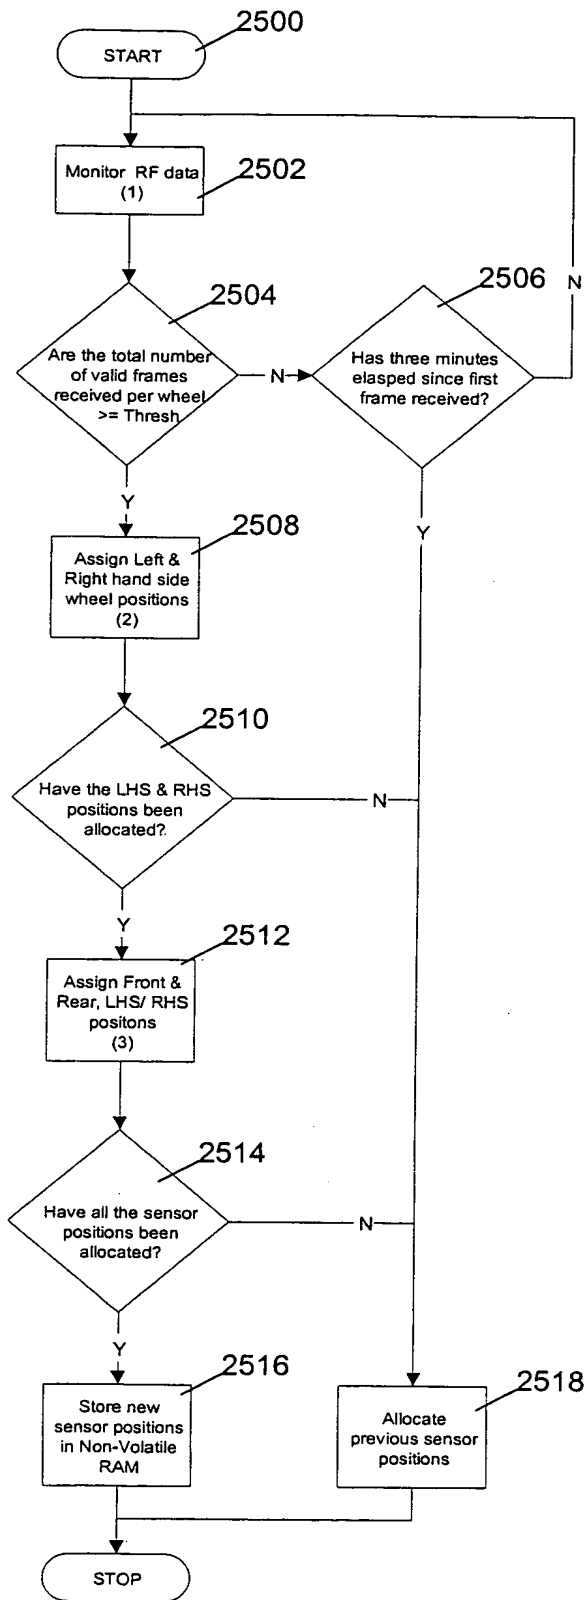 2500
START
Monitor RF data
(1)
2502
2504
2506
Are the total number
of valid frames
received per wheel
>= Thresh
N
Has three minutes
elasped since first
frame received?
N
Y
Y
2508
Assign Left &
Right hand side
wheel positions
(2)
2510
Have the LHS & RHS
positions been
allocated?
N
Y
2512
Assign Front &
Rear, LHS/ RHS
positons
(3)
2514
Have all the sensor
positions been
allocated?
N
Y
2516
Store new
sensor positions
in Non-Volatile
RAM
2518
Allocate
previous sensor
positions
STOP